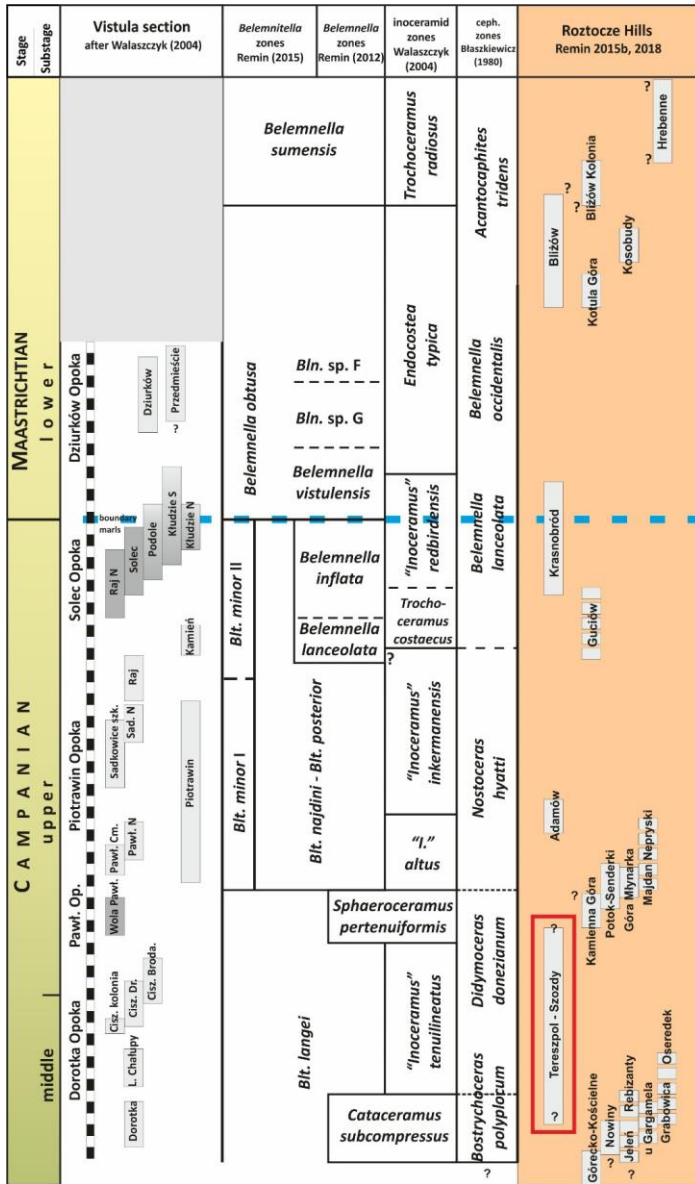 Stage
Substage
Vistula section
after Walaszczyk (2004)
Belemnitella
zones
Remin (2015)
Belemnella
zones
Remin (2012)
inoceramid
zones
Walaszczyk
(2004)
ceph.
zones
Błaszkiewicz
(1980)
Roztocze Hills
Remin 2015b, 2018
MAASTRICHTIAN
lower
CAMPANIAN
upper
middle
Dziurków Opoka
Solec Opoka
Piotrawin Opoka
Pawł. Op.
Dorotka Opoka
boundary
marls
Dziurków
Przedmieście
?
Kłudzie S
Kłudzie N
Podole
Solec
Raj N
Kamień
Raj
Sadkowice szk.
Sad. N
Piotrawin
Pawł. Cm.
Pawł. N
Wola Pawł.
Cisz. Broda.
Cisz. kolonia
Cisz. Dr.
L. Chałupy
Dorotka
Belemnella
sumensis
Belemnella obtusa
Bln. sp. F
Bln. sp. G
Belemnella
vistulensis
Blt. minor II
Belemnella
inflata
Belemnella
lanceolata
?
Blt. minor I
Blt. najdini - Blt. posterior
Blt. langei
Trochoceramus
radiosus
Endocostea
typica
"Inoceramus"
redbirdensis
Trocho-
ceramus
costaecus
"Inoceramus"
inkermanensis
"I."
altus
Sphaeroceramus
pertenuiformis
"Inoceramus"
tenuilineatus
Cataceramus
subcompressus
Acantocaphites
tridens
Belemnella
occidentalis
Belemnella
lanceolata
Nostoceras
hyatti
Didymoceras
donezianum
Bostrychoceras
polyplocum
?
?
Hrebenne
?
?
Bliżów Kolonia
?
Bliżów
Kosobudy
Kotula Góra
Krasnobród
Guciów
Adamów
Majdan Nepryski
Góra Młynarka
Potok-Senderki
?
Kamienna Góra
?
Tereszpol - Szozdy
?
Oseredek
Rebizanty
Grabowica
u Gargamela
Jeleń
?
Nowiny
?
Górecko-Kościelne